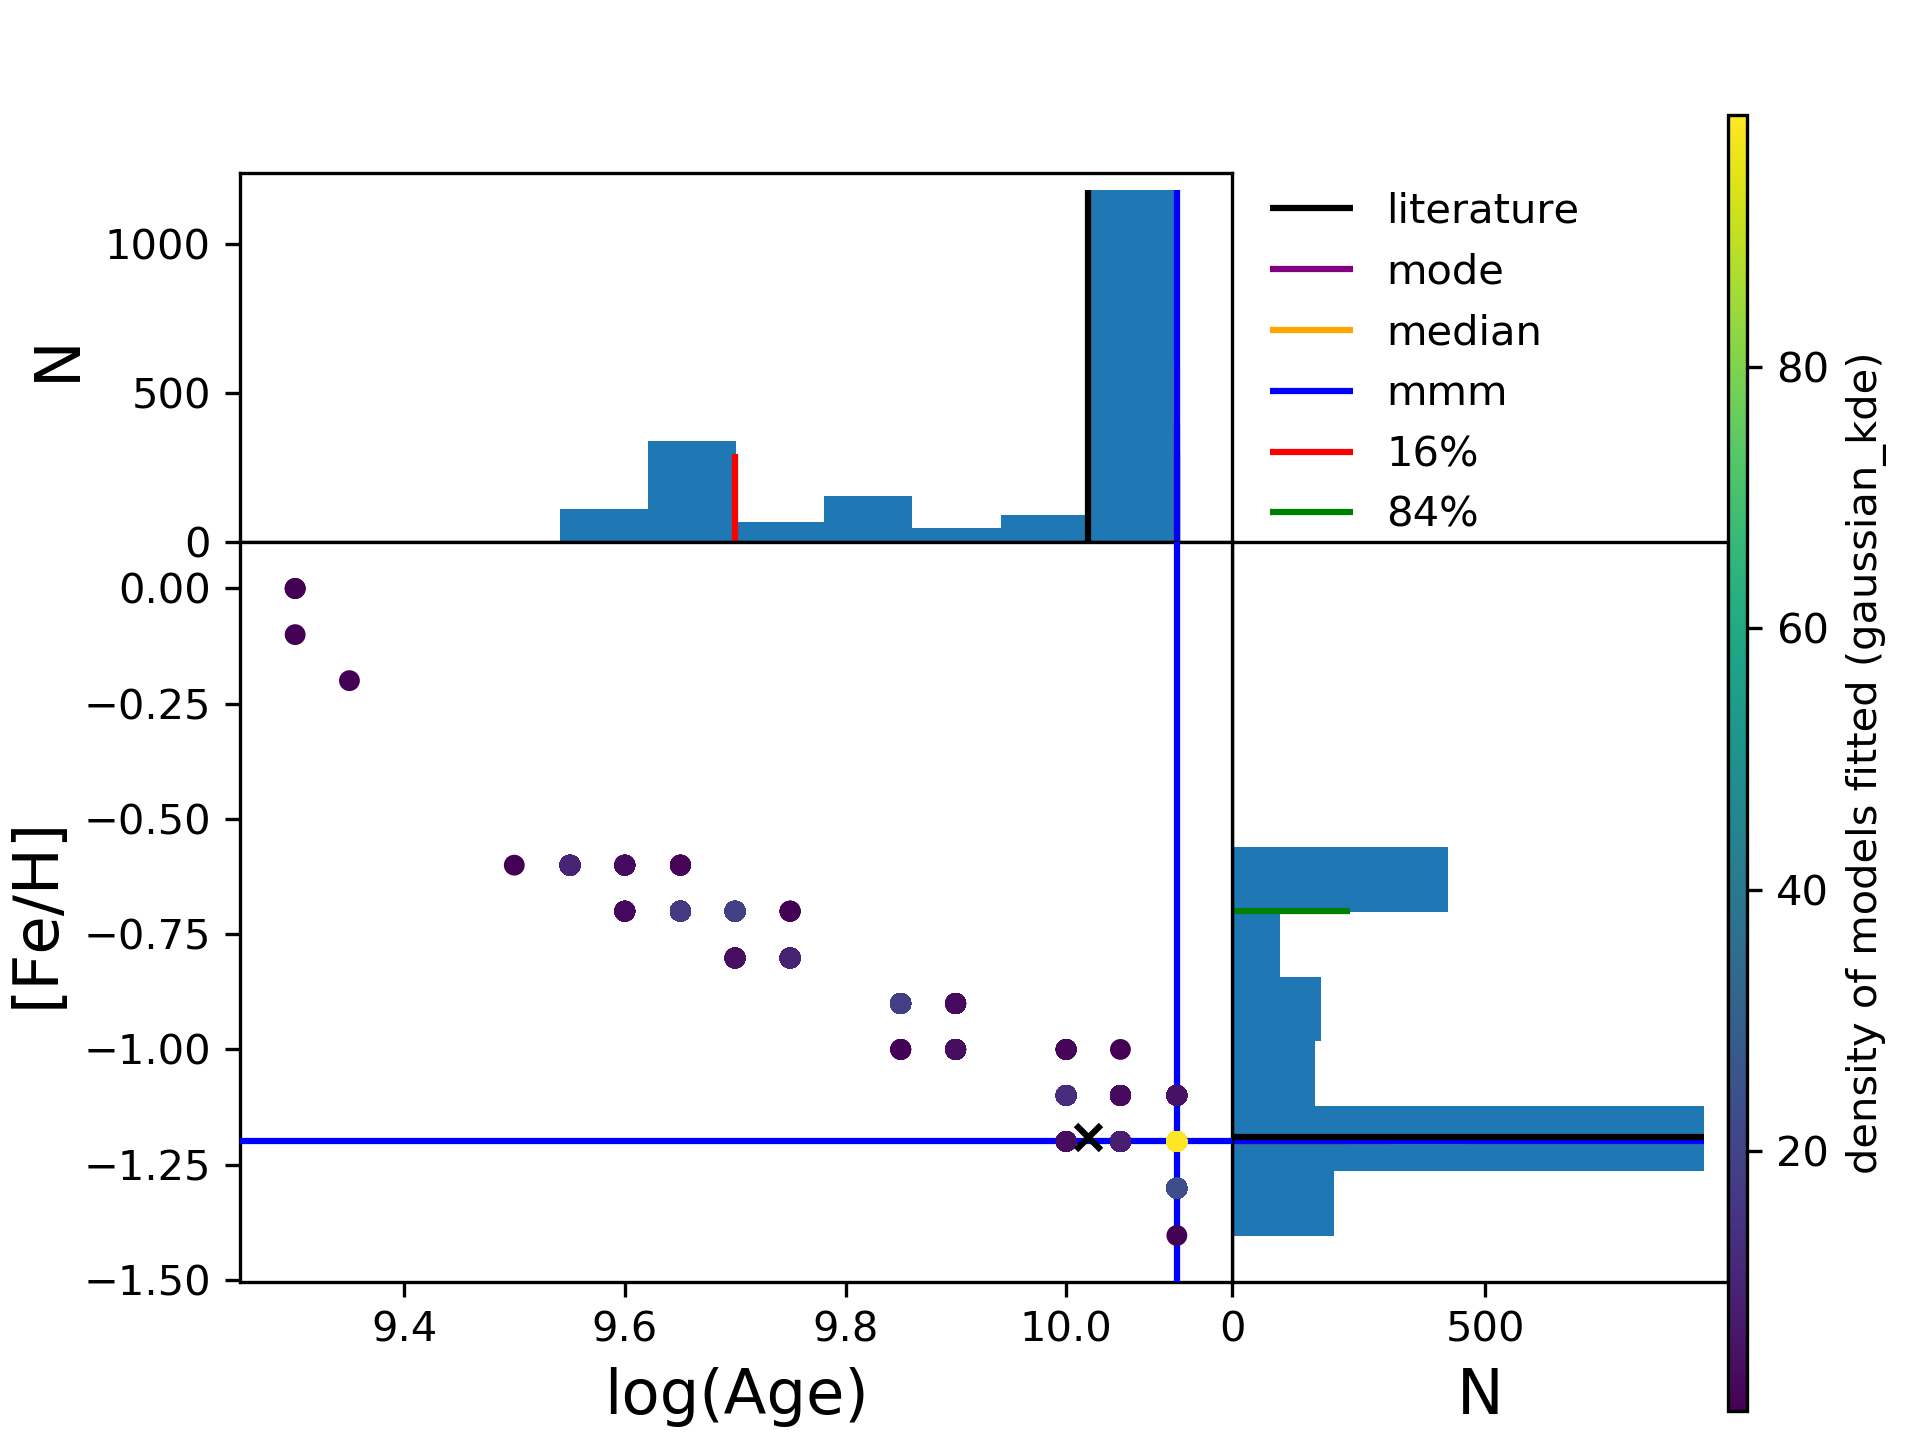 N
1000
500
0
literature
mode
median
mmm
16%
84%
[Fe/H]
0.00
−0.25
−0.50
−0.75
−1.00
−1.25
−1.50
9.4
9.6
9.8
10.0
log(Age)
0
500
N
80
60
40
20
density of models fitted (gaussian_kde)